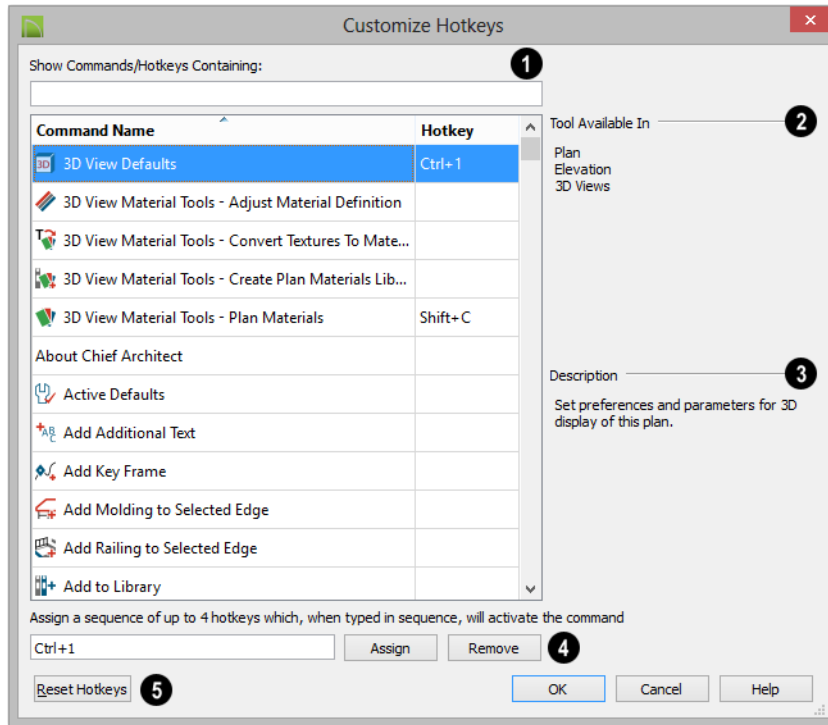 Customize Hotkeys
Show Commands/Hotkeys Containing:
1
Command Name Hotkey
Tool Available In 2
3D 3D View Defaults Ctrl+1
Plan
Elevation
3D Views
3D View Material Tools - Adjust Material Definition
T 3D View Material Tools - Convert Textures To Mate...
3D View Material Tools - Create Plan Materials Lib...
3D View Material Tools - Plan Materials Shift+C
About Chief Architect
Description 3
Active Defaults
Set preferences and parameters for 3D
display of this plan.
ABC Add Additional Text
Add Key Frame
Add Molding to Selected Edge
Add Railing to Selected Edge
Add to Library
Assign a sequence of up to 4 hotkeys which, when typed in sequence, will activate the command
Ctrl+1 Assign Remove 4
Reset Hotkeys 5 OK Cancel Help